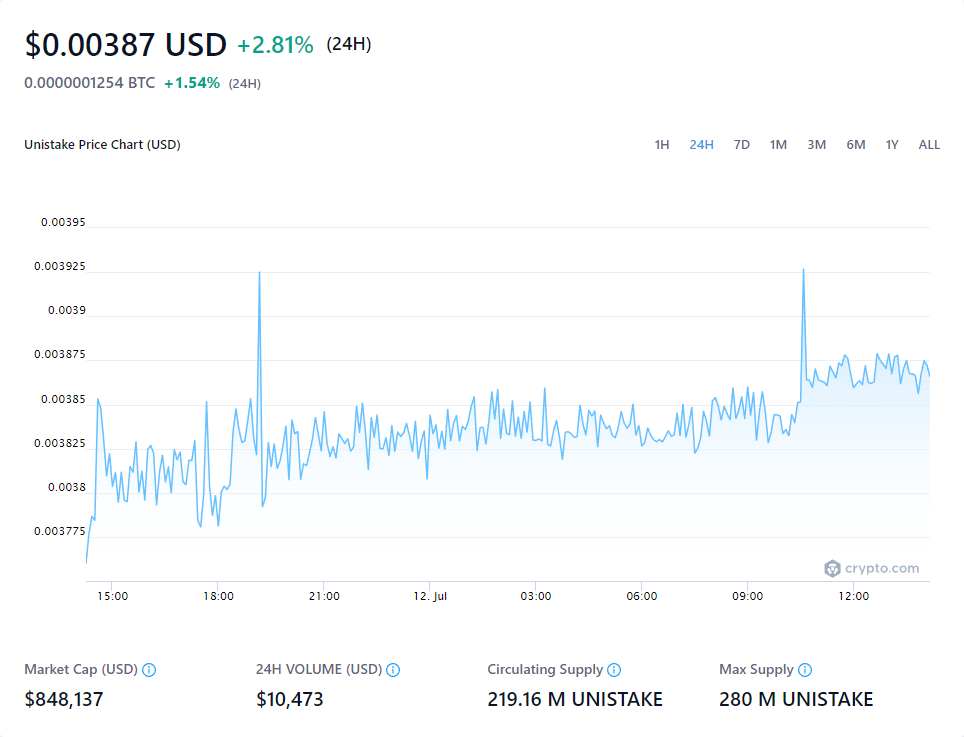 $0.00387 USD +2.81% (24H)
0.0000001254 BTC +1.54% (24H)
Unistake Price Chart (USD) 1H 24H 7D 1M 3M 6M 1Y ALL
0.00395
0.003925
0.0039
0.003875
0.00385
0.003825
0.0038
0.003775
crypto.com
15:00 18:00 21:00 12. Jul 03:00 06:00 09:00 12:00
Market Cap (USD) 24H VOLUME (USD) Circulating Supply Max Supply
$848,137 $10,473 219.16 M UNISTAKE 280 M UNISTAKE